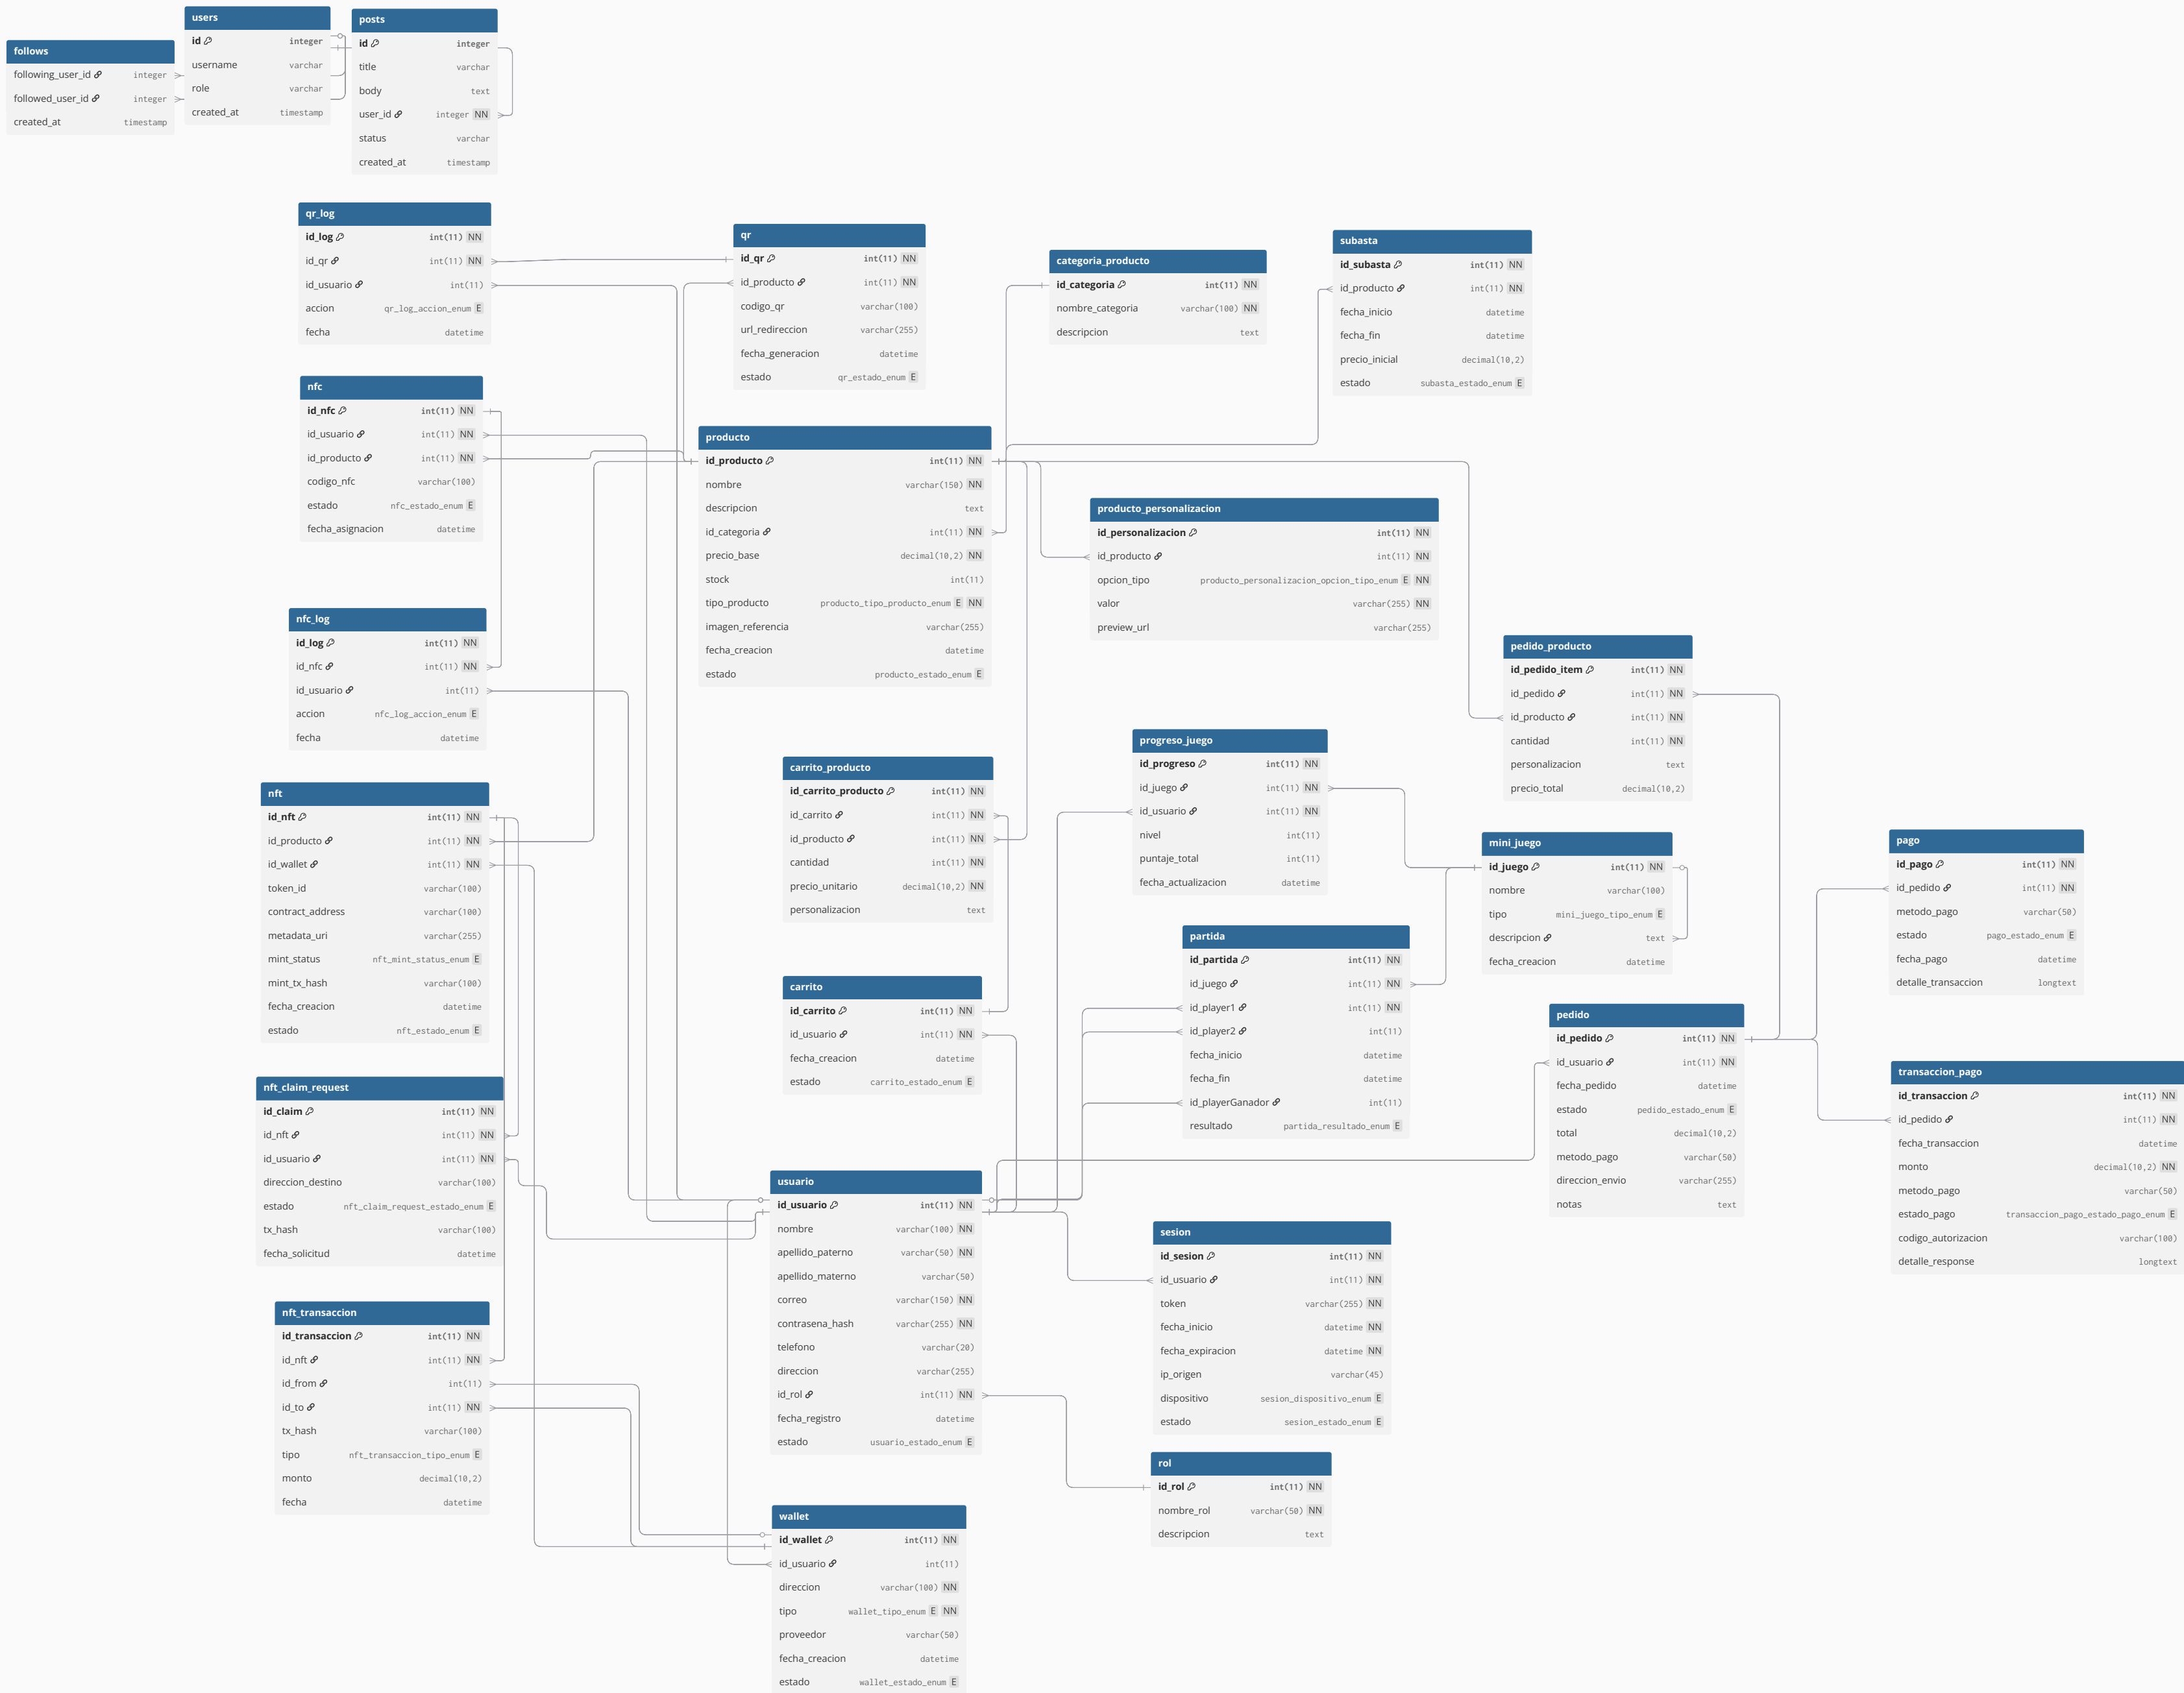 users
id integer
username varchar
role varchar
created_at timestamp
posts
id integer
title varchar
body text
user_id integer NN
status varchar
created_at timestamp
follows
following_user_id integer
followed_user_id integer
created_at timestamp
qr_log
id_log int(11) NN
id_qr int(11) NN
id_usuario int(11)
accion qr_log_accion_enum E
fecha datetime
qr
id_qr int(11) NN
id_producto int(11) NN
codigo_qr varchar(100)
url_redireccion varchar(255)
fecha_generacion datetime
estado qr_estado_enum E
categoria_producto
id_categoria int(11) NN
nombre_categoria varchar(100) NN
descripcion text
subasta
id_subasta int(11) NN
id_producto int(11) NN
fecha_inicio datetime
fecha_fin datetime
precio_inicial decimal(10,2)
estado subasta_estado_enum E
nfc
id_nfc int(11) NN
id_usuario int(11) NN
id_producto int(11) NN
codigo_nfc varchar(100)
estado nfc_estado_enum E
fecha_asignacion datetime
producto
id_producto int(11) NN
nombre varchar(150) NN
descripcion text
id_categoria int(11) NN
precio_base decimal(10,2) NN
stock int(11)
tipo_producto producto_tipo_producto_enum E NN
imagen_referencia varchar(255)
fecha_creacion datetime
estado producto_estado_enum E
producto_personalizacion
id_personalizacion int(11) NN
id_producto int(11) NN
opcion_tipo producto_personalizacion_opcion_tipo_enum E NN
valor varchar(255) NN
preview_url varchar(255)
nfc_log
id_log int(11) NN
id_nfc int(11) NN
id_usuario int(11)
accion nfc_log_accion_enum E
fecha datetime
pedido_producto
id_pedido_item int(11) NN
id_pedido int(11) NN
id_producto int(11) NN
cantidad int(11) NN
personalizacion text
precio_total decimal(10,2)
progreso_juego
id_progreso int(11) NN
id_juego int(11) NN
id_usuario int(11) NN
nivel int(11)
puntaje_total int(11)
fecha_actualizacion datetime
carrito_producto
id_carrito_producto int(11) NN
id_carrito int(11) NN
id_producto int(11) NN
cantidad int(11) NN
precio_unitario decimal(10,2) NN
personalizacion text
nft
id_nft int(11) NN
id_producto int(11) NN
id_wallet int(11) NN
token_id varchar(100)
contract_address varchar(100)
metadata_uri varchar(255)
mint_status nft_mint_status_enum E
mint_tx_hash varchar(100)
fecha_creacion datetime
estado nft_estado_enum E
mini_juego
id_juego int(11) NN
nombre varchar(100)
tipo mini_juego_tipo_enum E
descripcion text
fecha_creacion datetime
pago
id_pago int(11) NN
id_pedido int(11) NN
metodo_pago varchar(50)
estado pago_estado_enum E
fecha_pago datetime
detalle_transaccion longtext
partida
id_partida int(11) NN
id_juego int(11) NN
id_player1 int(11) NN
id_player2 int(11)
fecha_inicio datetime
fecha_fin datetime
id_playerGanador int(11)
resultado partida_resultado_enum E
carrito
id_carrito int(11) NN
id_usuario int(11) NN
fecha_creacion datetime
estado carrito_estado_enum E
pedido
id_pedido int(11) NN
id_usuario int(11) NN
fecha_pedido datetime
estado pedido_estado_enum E
total decimal(10,2)
metodo_pago varchar(50)
direccion_envio varchar(255)
notas text
transaccion_pago
id_transaccion int(11) NN
id_pedido int(11) NN
fecha_transaccion datetime
monto decimal(10,2) NN
metodo_pago varchar(50)
estado_pago transaccion_pago_estado_pago_enum E
codigo_autorizacion varchar(100)
detalle_response longtext
nft_claim_request
id_claim int(11) NN
id_nft int(11) NN
id_usuario int(11) NN
direccion_destino varchar(100)
estado nft_claim_request_estado_enum E
tx_hash varchar(100)
fecha_solicitud datetime
usuario
id_usuario int(11) NN
nombre varchar(100) NN
apellido_paterno varchar(50) NN
apellido_materno varchar(50)
correo varchar(150) NN
contrasena_hash varchar(255) NN
telefono varchar(20)
direccion varchar(255)
id_rol int(11) NN
fecha_registro datetime
estado usuario_estado_enum E
sesion
id_sesion int(11) NN
id_usuario int(11) NN
token varchar(255) NN
fecha_inicio datetime NN
fecha_expiracion datetime NN
ip_origen varchar(45)
dispositivo sesion_dispositivo_enum E
estado sesion_estado_enum E
nft_transaccion
id_transaccion int(11) NN
id_nft int(11) NN
id_from int(11)
id_to int(11) NN
tx_hash varchar(100)
tipo nft_transaccion_tipo_enum E
monto decimal(10,2)
fecha datetime
rol
id_rol int(11) NN
nombre_rol varchar(50) NN
descripcion text
wallet
id_wallet int(11) NN
id_usuario int(11)
direccion varchar(100) NN
tipo wallet_tipo_enum E NN
proveedor varchar(50)
fecha_creacion datetime
estado wallet_estado_enum E